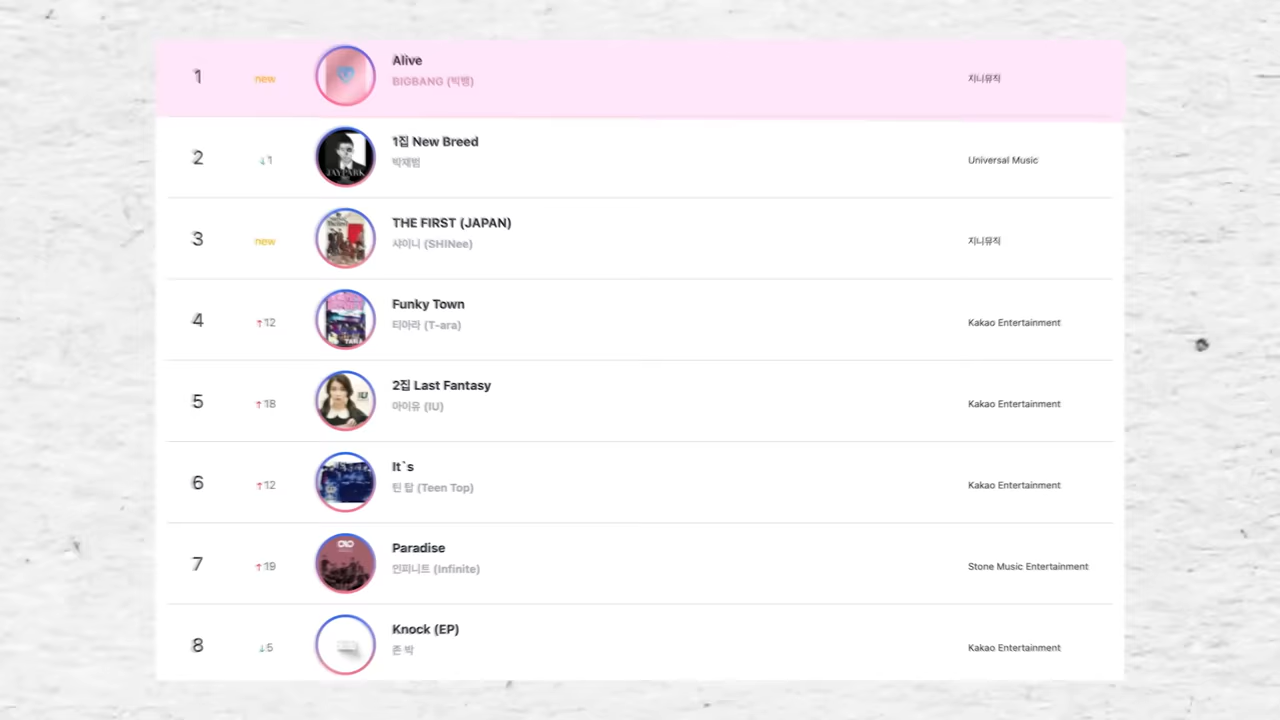 1
new
Alive
BIGBANG (빅뱅)
지니뮤직
2
↓1
1집 New Breed
박재범
Universal Music
JAY PARK
3
new
THE FIRST (JAPAN)
샤이니 (SHINee)
지니뮤직
4
↑12
Funky Town
티아라 (T-ara)
Kakao Entertainment
5
↑18
2집 Last Fantasy
아이유 (IU)
Kakao Entertainment
IU
6
↑12
It`s
틴 탑 (Teen Top)
Kakao Entertainment
7
↑19
Paradise
인피니트 (Infinite)
Stone Music Entertainment
8
↓5
Knock (EP)
존 박
Kakao Entertainment